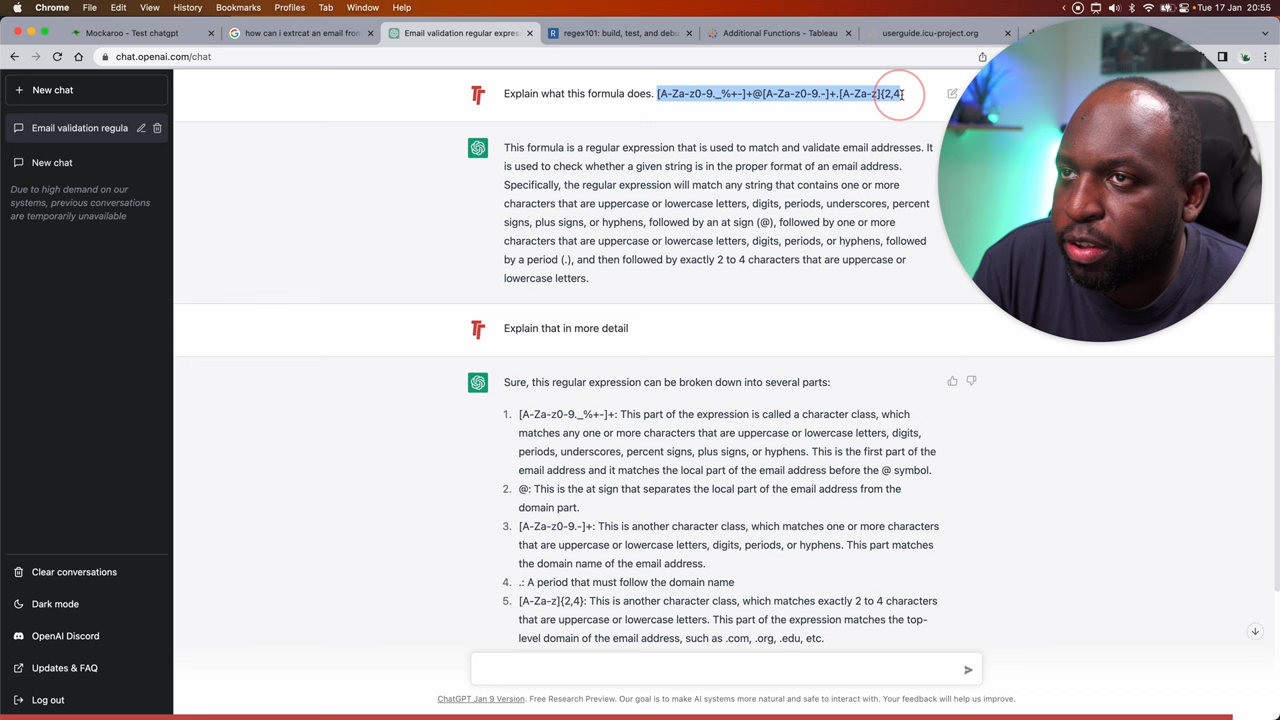 Chrome File Edit View History Bookmarks Profiles Tab Window Help
Tue 17 Jan 20:55
Mockaroo - Test chatgpt
how can i extrcat an email from
Email validation regular expres
regex101: build, test, and debu
Additional Functions - Tableau
userguide.icu-project.org
chat.openai.com/chat
New chat
Email validation regula
New chat
Due to high demand on our
systems, previous conversations
are temporarily unavailable
Clear conversations
Dark mode
OpenAI Discord
Updates & FAQ
Log out
Explain what this formula does. [A-Za-z0-9._%+-]+@[A-Za-z0-9.-]+.[A-Za-z]{2,4}
This formula is a regular expression that is used to match and validate email addresses. It
is used to check whether a given string is in the proper format of an email address.
Specifically, the regular expression will match any string that contains one or more
characters that are uppercase or lowercase letters, digits, periods, underscores, percent
signs, plus signs, or hyphens, followed by an at sign (@), followed by one or more
characters that are uppercase or lowercase letters, digits, periods, or hyphens, followed
by a period (.), and then followed by exactly 2 to 4 characters that are uppercase or
lowercase letters.
Explain that in more detail
Sure, this regular expression can be broken down into several parts:
1. [A-Za-z0-9._%+-]+: This part of the expression is called a character class, which
matches any one or more characters that are uppercase or lowercase letters, digits,
periods, underscores, percent signs, plus signs, or hyphens. This is the first part of the
email address and it matches the local part of the email address before the @ symbol.
2. @: This is the at sign that separates the local part of the email address from the
domain part.
3. [A-Za-z0-9.-]+: This is another character class, which matches one or more characters
that are uppercase or lowercase letters, digits, periods, or hyphens. This part matches
the domain name of the email address.
4. .: A period that must follow the domain name
5. [A-Za-z]{2,4}: This is another character class, which matches exactly 2 to 4 characters
that are uppercase or lowercase letters. This part of the expression matches the top-
level domain of the email address, such as .com, .org, .edu, etc.
ChatGPT Jan 9 Version. Free Research Preview. Our goal is to make AI systems more natural and safe to interact with. Your feedback will help us improve.